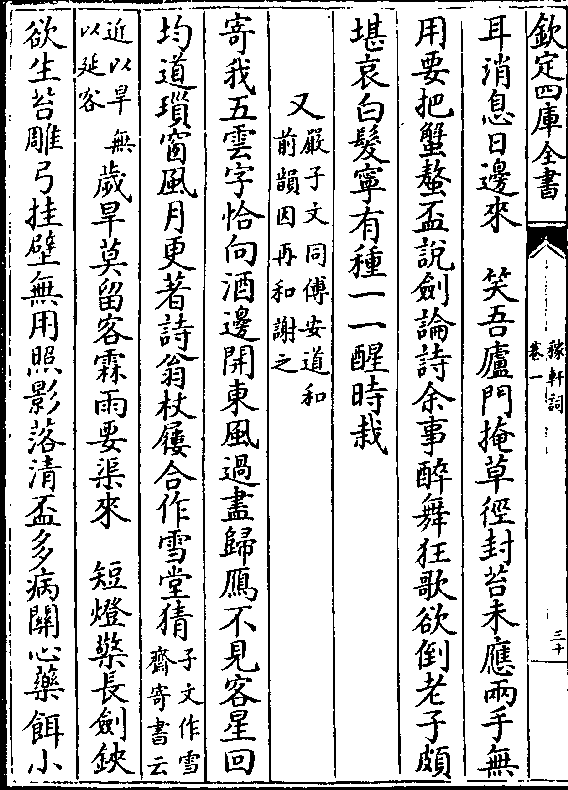 欽定四庫全書
稼軒詞
卷一
三十
耳消息日邊來　笑吾廬門掩草徑封苔未應兩手無
用要把蟹螯盃説劍論詩余事醉舞狂歌欲倒老子頗
堪哀白髪寧有種一一醒時栽
又嚴子文同傅安道和
前韻因再和謝之
寄我五雲字恰向酒邊開東風過盡歸鴈不見客星回
均道瑣窗風月更著詩翁杖屨合作雪堂猜子文作雪
齋寄書云
近以旱無
以延客
歲旱莫留客霖雨要渠來　短燈檠長劍鋏
欲生苔雕弓挂壁無用照影落清盃多病關心藥餌小